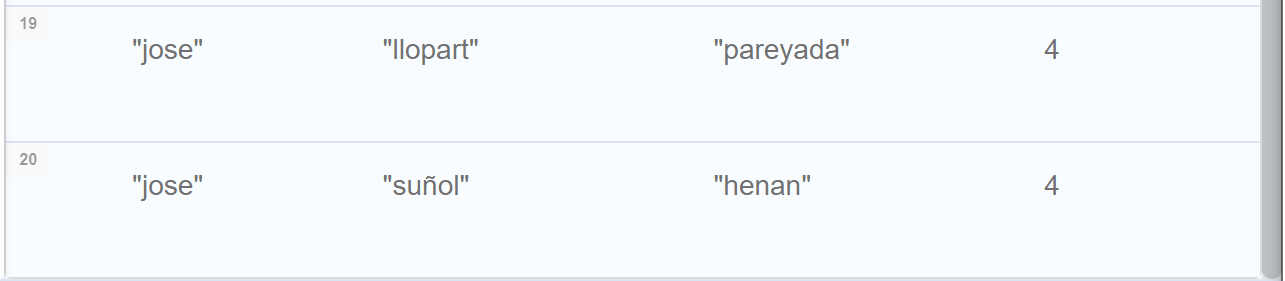 19
"jose" "llopart" "pareyada" 4
20
"jose" "suñol" "henan" 4